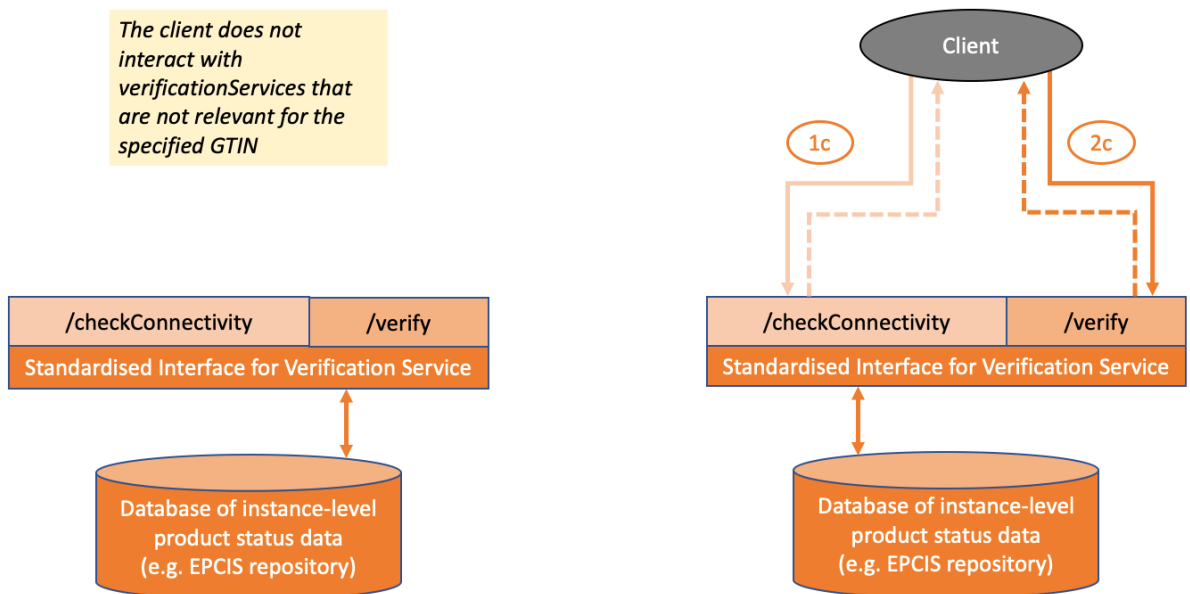 The client does not
interact with
verificationServices that
are not relevant for the
specified GTIN
Client
1c
2c
/checkConnectivity
/verify
Standardised Interface for Verification Service
Database of instance-level
product status data
(e.g. EPCIS repository)
/checkConnectivity
/verify
Standardised Interface for Verification Service
Database of instance-level
product status data
(e.g. EPCIS repository)